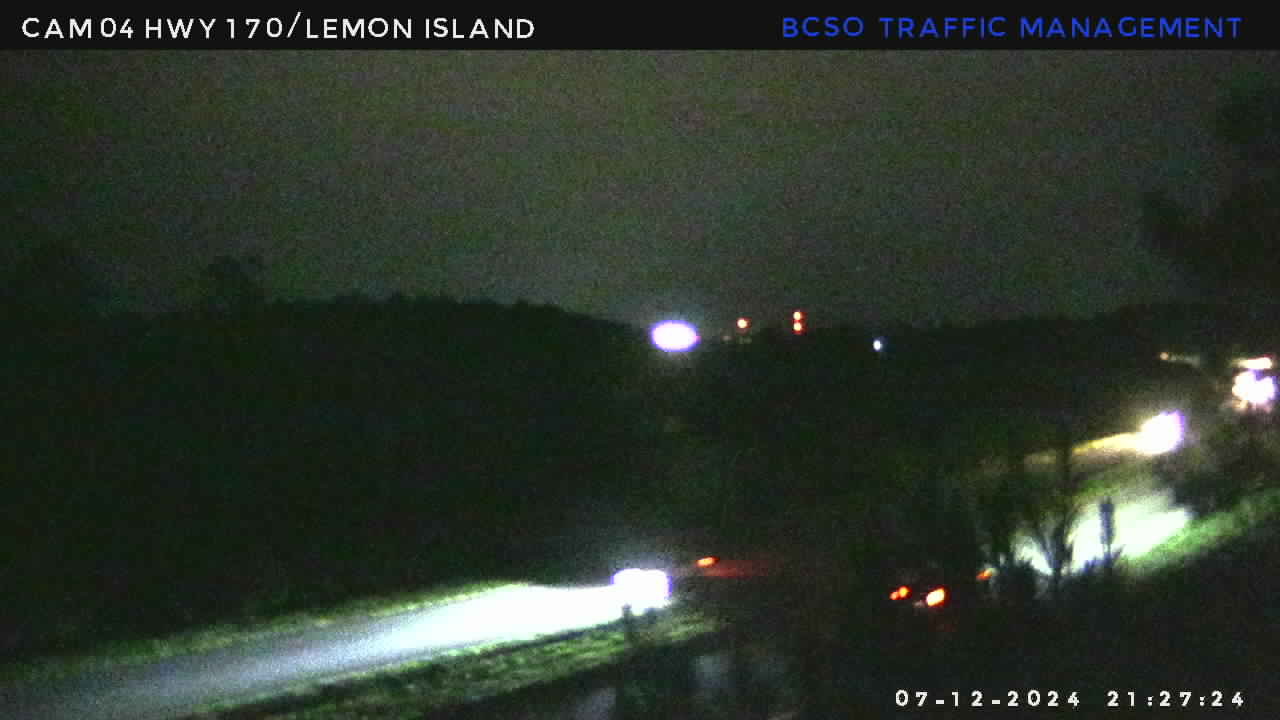 CAM04 HWY 170/LEMON ISLAND
BCSO TRAFFIC MANAGEMENT
07-12-2024 21:27:24